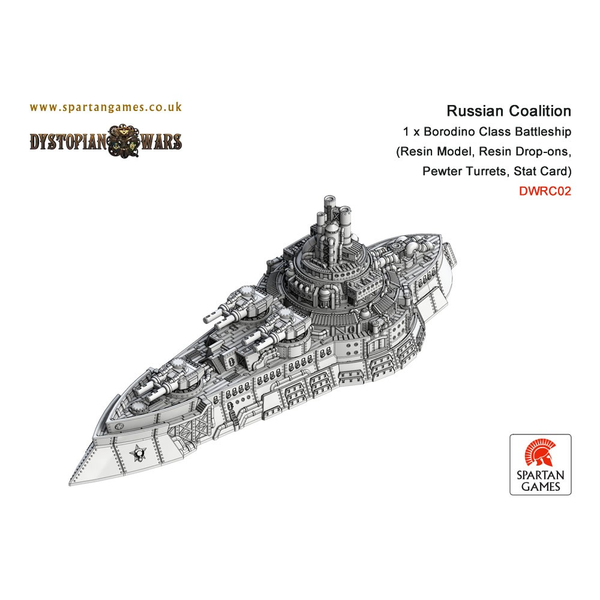 www.spartangames.co.uk
DYSTOPIAN WARS
Russian Coalition
1 x Borodino Class Battleship
(Resin Model, Resin Drop-ons,
Pewter Turrets, Stat Card)
DWRC02
SPARTAN
GAMES